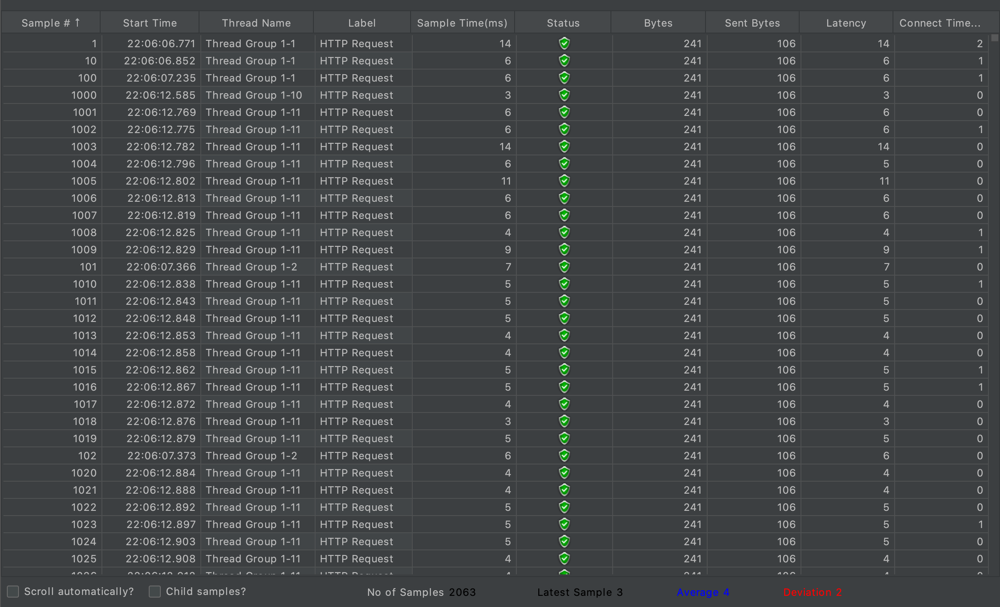 Sample # ↑ Start Time Thread Name Label Sample Time(ms) Status Bytes Sent Bytes Latency Connect Time...
1 22:06:06.771 Thread Group 1-1 HTTP Request 14 241 106 14 2
10 22:06:06.852 Thread Group 1-1 HTTP Request 6 241 106 6 1
100 22:06:07.235 Thread Group 1-1 HTTP Request 6 241 106 6 1
1000 22:06:12.585 Thread Group 1-10 HTTP Request 3 241 106 3 0
1001 22:06:12.769 Thread Group 1-11 HTTP Request 6 241 106 6 0
1002 22:06:12.775 Thread Group 1-11 HTTP Request 6 241 106 6 1
1003 22:06:12.782 Thread Group 1-11 HTTP Request 14 241 106 14 0
1004 22:06:12.796 Thread Group 1-11 HTTP Request 6 241 106 5 0
1005 22:06:12.802 Thread Group 1-11 HTTP Request 11 241 106 11 0
1006 22:06:12.813 Thread Group 1-11 HTTP Request 6 241 106 6 0
1007 22:06:12.819 Thread Group 1-11 HTTP Request 6 241 106 6 0
1008 22:06:12.825 Thread Group 1-11 HTTP Request 4 241 106 4 1
1009 22:06:12.829 Thread Group 1-11 HTTP Request 9 241 106 9 1
101 22:06:07.366 Thread Group 1-2 HTTP Request 7 241 106 7 0
1010 22:06:12.838 Thread Group 1-11 HTTP Request 5 241 106 5 1
1011 22:06:12.843 Thread Group 1-11 HTTP Request 5 241 106 5 0
1012 22:06:12.848 Thread Group 1-11 HTTP Request 5 241 106 5 0
1013 22:06:12.853 Thread Group 1-11 HTTP Request 4 241 106 4 0
1014 22:06:12.858 Thread Group 1-11 HTTP Request 4 241 106 4 0
1015 22:06:12.862 Thread Group 1-11 HTTP Request 5 241 106 5 1
1016 22:06:12.867 Thread Group 1-11 HTTP Request 5 241 106 5 1
1017 22:06:12.872 Thread Group 1-11 HTTP Request 4 241 106 4 0
1018 22:06:12.876 Thread Group 1-11 HTTP Request 3 241 106 3 0
1019 22:06:12.879 Thread Group 1-11 HTTP Request 5 241 106 5 0
102 22:06:07.373 Thread Group 1-2 HTTP Request 6 241 106 6 0
1020 22:06:12.884 Thread Group 1-11 HTTP Request 4 241 106 4 0
1021 22:06:12.888 Thread Group 1-11 HTTP Request 4 241 106 4 0
1022 22:06:12.892 Thread Group 1-11 HTTP Request 5 241 106 5 0
1023 22:06:12.897 Thread Group 1-11 HTTP Request 5 241 106 5 1
1024 22:06:12.903 Thread Group 1-11 HTTP Request 5 241 106 5 0
1025 22:06:12.908 Thread Group 1-11 HTTP Request 4 241 106 4 0
Scroll automatically? Child samples? No of Samples 2063 Latest Sample 3 Average 4 Deviation 2